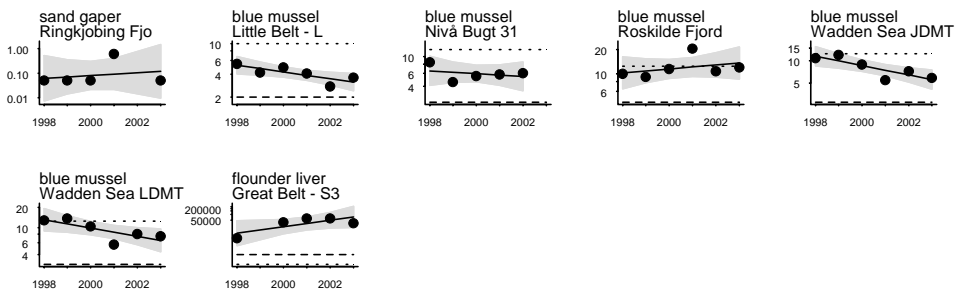 sand gaper
Ringkjobing Fjo
1.00
0.10
0.01
1998 2000 2002
blue mussel
Little Belt - L
10
6
4
2
1998 2000 2002
blue mussel
Nivå Bugt 31
10
6
4
1998 2000 2002
blue mussel
Roskilde Fjord
20
10
6
1998 2000 2002
blue mussel
Wadden Sea JDMT
15
10
5
1998 2000 2002
blue mussel
Wadden Sea LDMT
20
10
6
4
1998 2000 2002
flounder liver
Great Belt - S3
200000
50000
1998 2000 2002